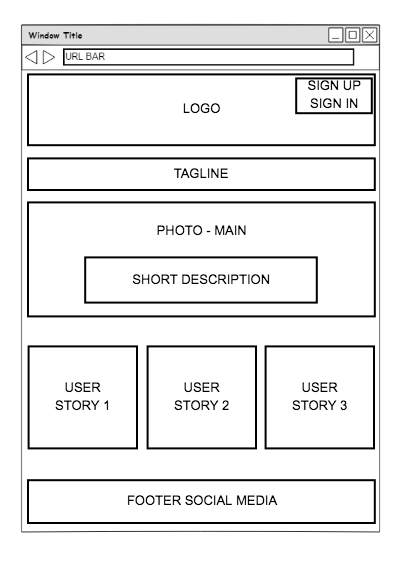 Window Title
URL BAR
SIGN UP
SIGN IN
LOGO
TAGLINE
PHOTO - MAIN
SHORT DESCRIPTION
USER
STORY 1
USER
STORY 2
USER
STORY 3
FOOTER SOCIAL MEDIA